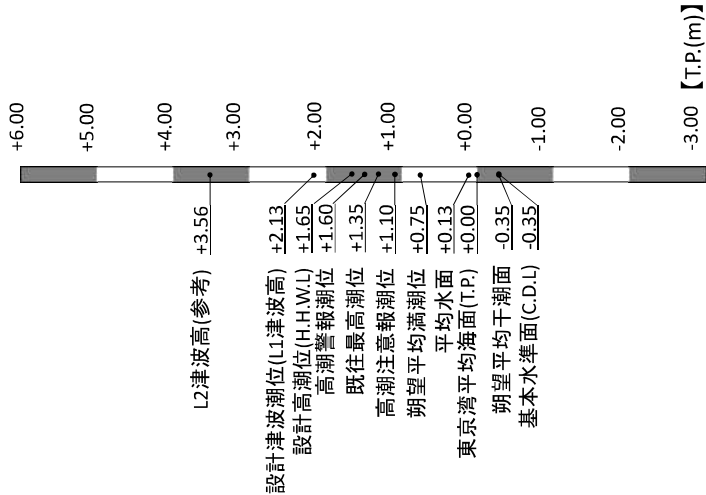 【T.P.(m)】
+6.00
+5.00
+4.00
+3.00
+2.00
+1.00
+0.00
-1.00
-2.00
-3.00
L2津波高(参考) +3.56
設計津波潮位(L1津波高) +2.13
設計高潮位(H.H.W.L) +1.65
高潮警報潮位 +1.60
既往最高潮位 +1.35
高潮注意報潮位 +1.10
朔望平均満潮位 +0.75
平均水面 +0.13
東京湾平均海面(T.P.) +0.00
朔望平均干潮面 -0.35
基本水準面(C.D.L) -0.35